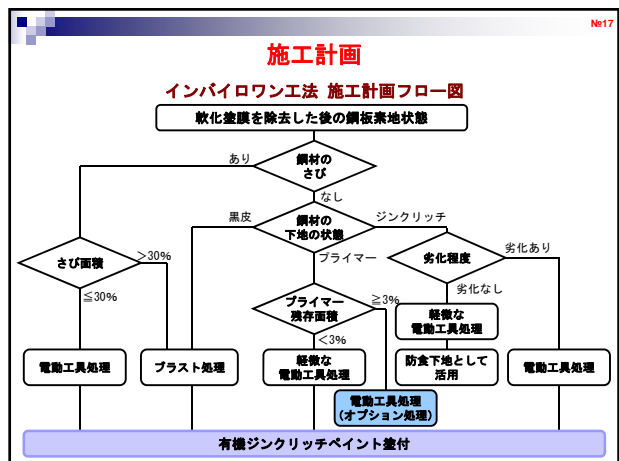 №17
施工計画
インバイロワン工法 施工計画フロー図
軟化塗膜を除去した後の鋼板素地状態
あり
鋼材の
さび
なし
黒皮
鋼材の
下地の状態
ジンクリッチ
プライマー
さび面積
>30%
≦30%
劣化程度
劣化あり
劣化なし
プライマー
残存面積
≧3%
<3%
軽微な
電動工具処理
電動工具処理
ブラスト処理
軽微な
電動工具処理
防食下地として
活用
電動工具処理
電動工具処理
(オプション処理)
有機ジンクリッチペイント塗付